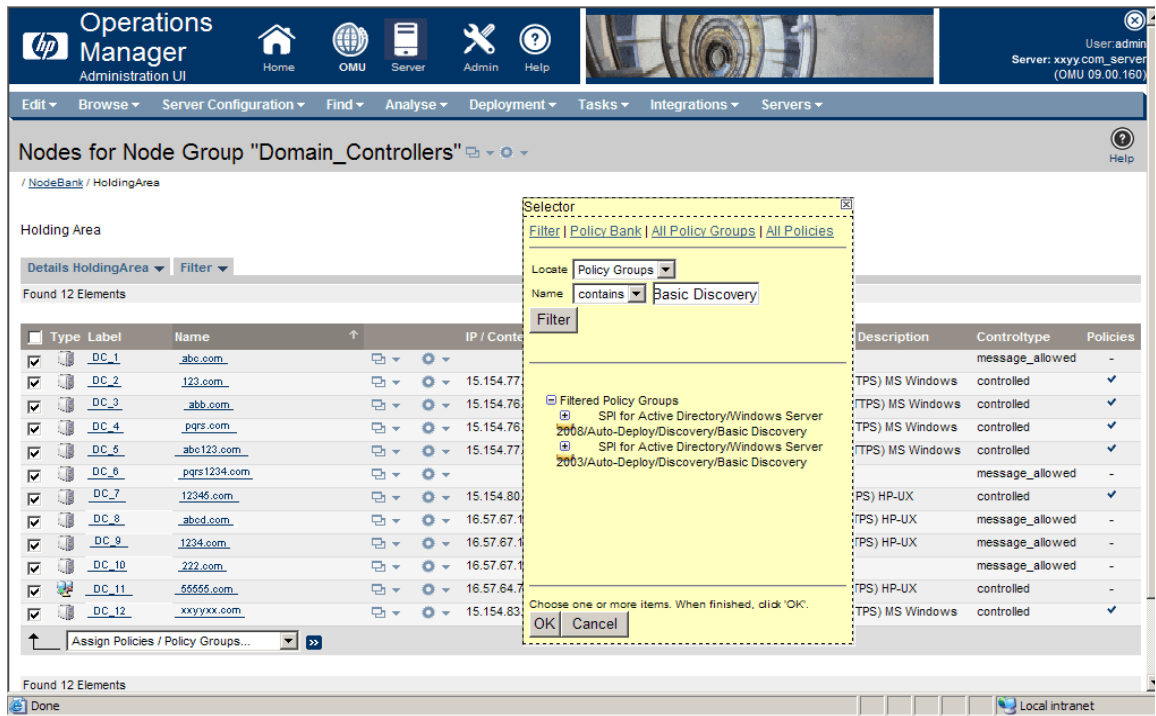 hp
Operations
Manager
Administration UI
Home
OMU
Server
Admin
Help
User:admin
Server: xxyy.com_server
(OMU 09.00.160)
Edit Browse Server Configuration Find Analyse Deployment Tasks Integrations Servers
Nodes for Node Group "Domain_Controllers"
Help
/ NodeBank / HoldingArea
Holding Area
Details HoldingArea Filter
Found 12 Elements
Type Label Name IP / Conte Description Controltype Policies
DC_1 abc.com message_allowed -
DC_2 123.com 15.154.77. TPS) MS Windows controlled
DC_3 abb.com 15.154.76. TPS) MS Windows controlled
DC_4 pqrs.com 15.154.76. TPS) MS Windows controlled
DC_5 abc123.com 15.154.77. TPS) MS Windows controlled
DC_6 pqrs1234.com message_allowed -
DC_7 12345.com 15.154.80. PS) HP-UX controlled
DC_8 abcd.com 16.57.67.1 TPS) HP-UX message_allowed -
DC_9 1234.com 16.57.67.1 TPS) HP-UX message_allowed -
DC_10 222.com 16.57.67.1 message_allowed -
DC_11 55555.com 16.57.64.7 TPS) HP-UX controlled -
DC_12 xxyyxx.com 15.154.83. TPS) MS Windows controlled
Assign Policies / Policy Groups...
Found 12 Elements
Selector
Filter | Policy Bank | All Policy Groups | All Policies
Locate Policy Groups
Name contains Basic Discovery
Filter
Filtered Policy Groups
SPI for Active Directory/Windows Server
2008/Auto-Deploy/Discovery/Basic Discovery
SPI for Active Directory/Windows Server
2003/Auto-Deploy/Discovery/Basic Discovery
Choose one or more items. When finished, click 'OK'.
OK Cancel
Done
Local intranet